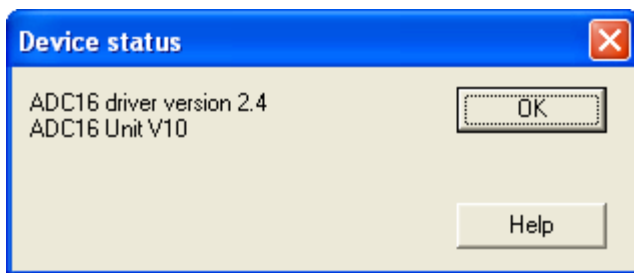 Device status
ADC16 driver version 2.4
ADC16 Unit V10
OK
Help